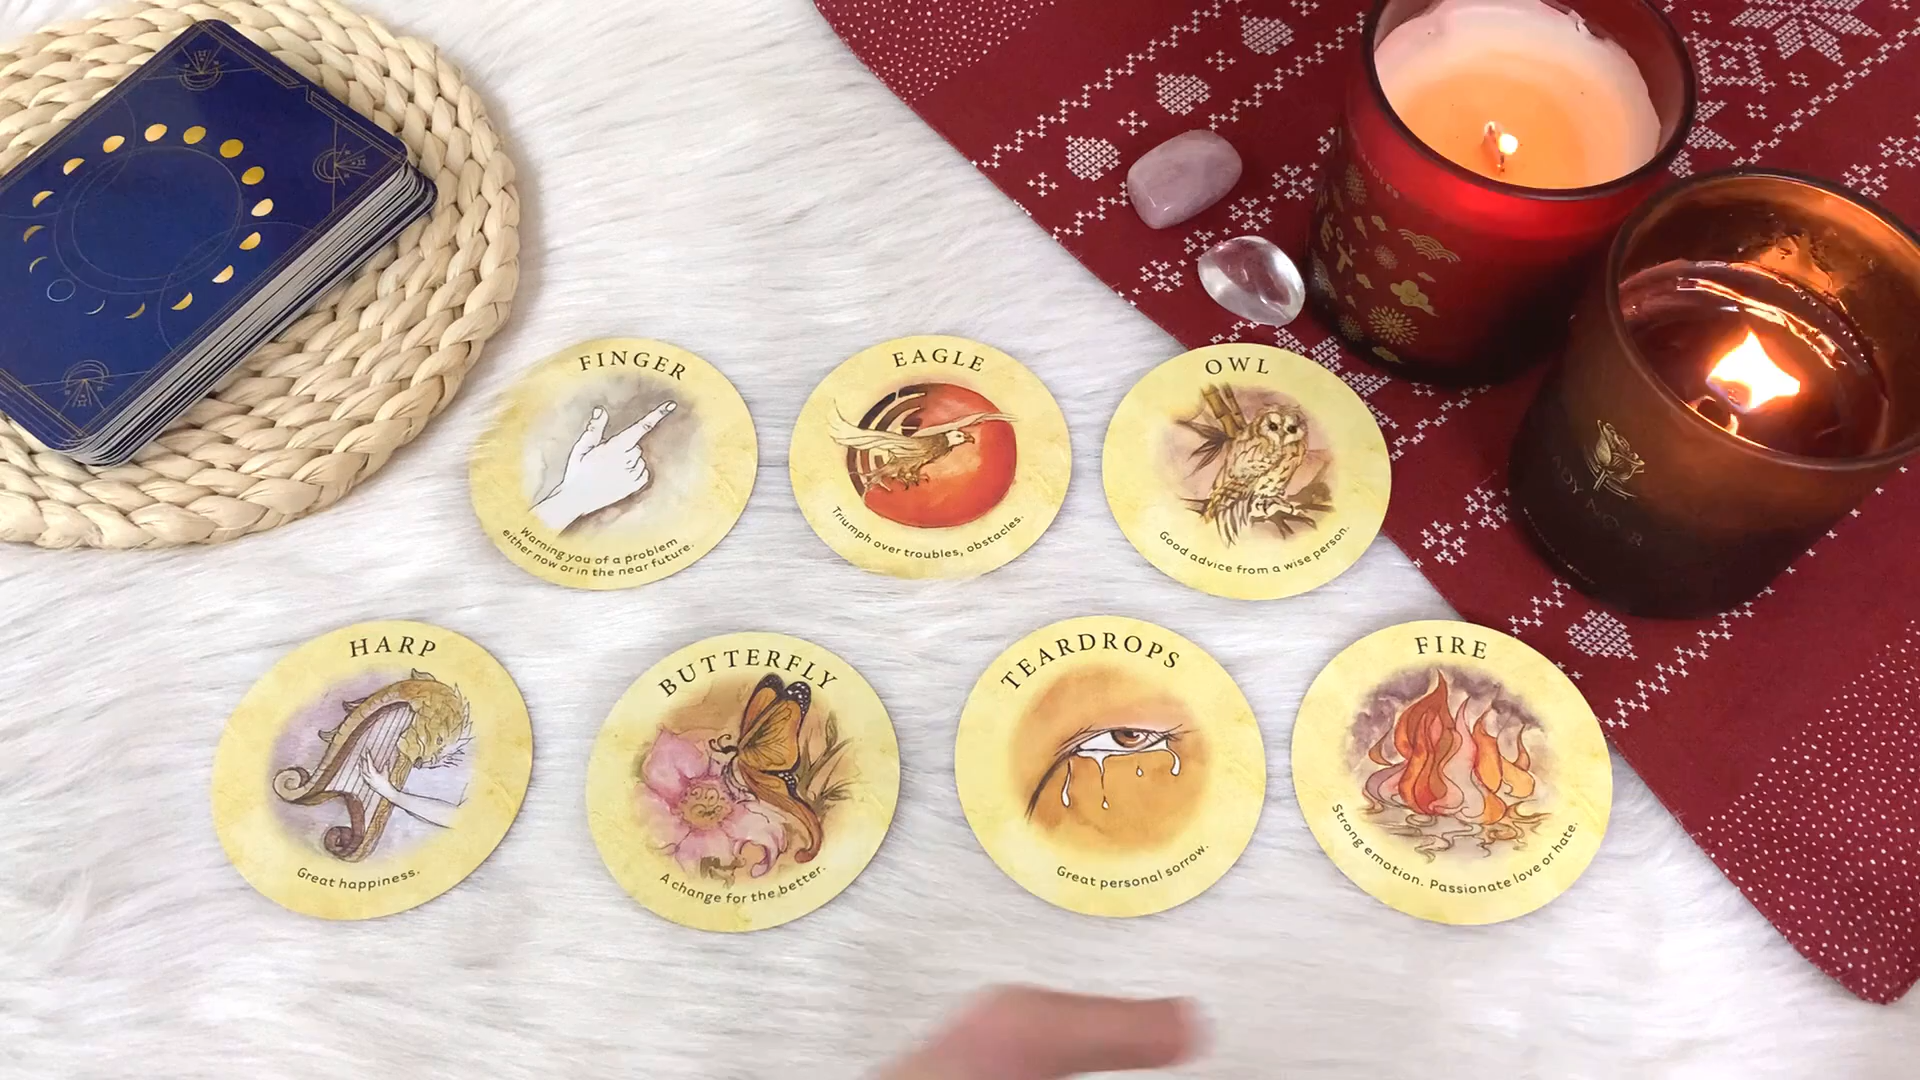 FINGER
Warning you of a problem
either now or in the near future.
EAGLE
Triumph over troubles, obstacles.
OWL
Good advice from a wise person.
HARP
Great happiness.
BUTTERFLY
A change for the better.
TEARDROPS
Great personal sorrow.
FIRE
Strong emotion. Passionate love or hate.